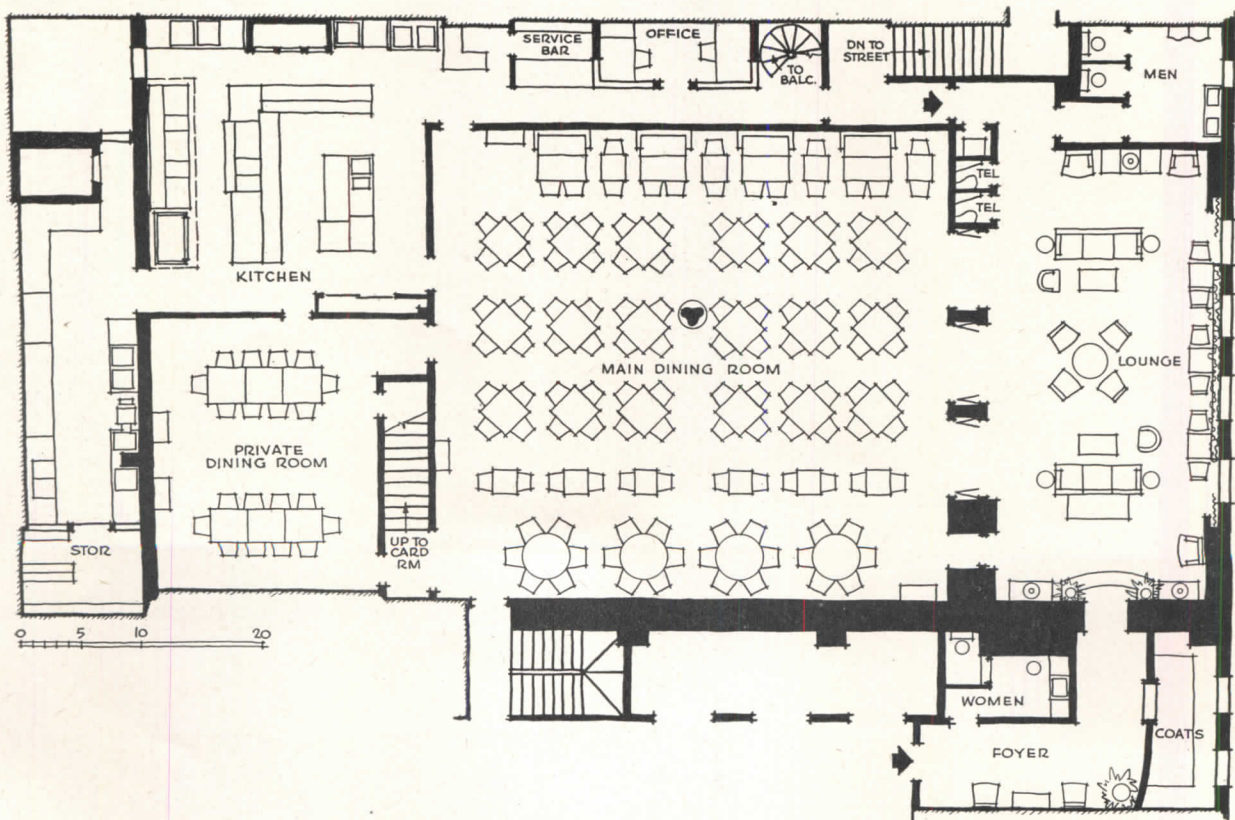 SERVICE
BAR
OFFICE
TO
BALC.
DN TO
STREET
MEN
TEL
TEL
KITCHEN
MAIN DINING ROOM
LOUNGE
PRIVATE
DINING ROOM
UP TO
CARD
RM
STOR
0 5 10 20
WOMEN
FOYER
COATS